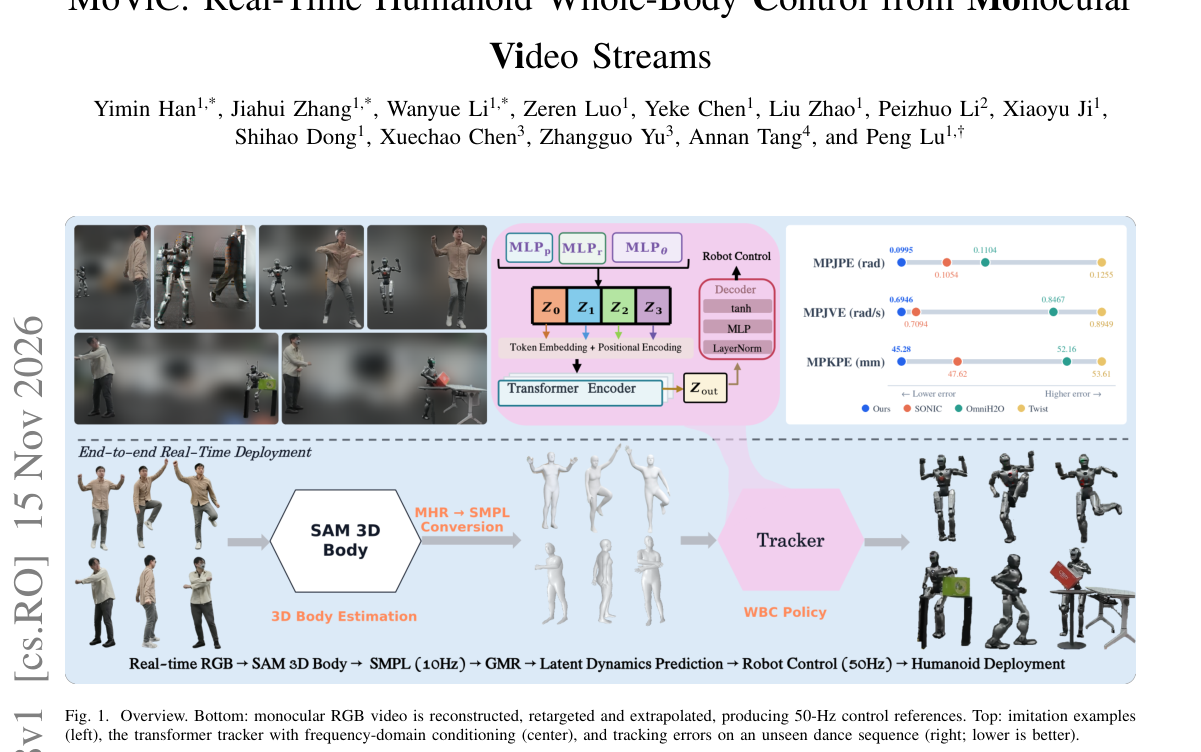 MoViC: Real-Time Humanoid Whole-Body Control from Monocular
Video Streams
Yimin Han1,*, Jiahui Zhang1,*, Wanyue Li1,*, Zeren Luo1, Yeke Chen1, Liu Zhao1, Peizhuo Li2, Xiaoyu Ji1,
Shihao Dong1, Xuechao Chen3, Zhangguo Yu3, Annan Tang4, and Peng Lu1,†
[cs.RO] 15 Nov 2026
MLPp
MLPr
MLPθ
Z0
Z1
Z2
Z3
Token Embedding + Positional Encoding
Transformer Encoder
Zout
Robot Control
Decoder
tanh
MLP
LayerNorm
MPJPE (rad)
0.0995
0.1054
0.1104
0.1255
MPJVE (rad/s)
0.6946
0.7094
0.8467
0.8949
MPKPE (mm)
45.28
47.62
52.16
53.61
← Lower error
Higher error →
Ours
SONIC
OmniH2O
Twist
End-to-end Real-Time Deployment
SAM 3D
Body
3D Body Estimation
MHR → SMPL
Conversion
Tracker
WBC Policy
Real-time RGB → SAM 3D Body → SMPL (10Hz) → GMR → Latent Dynamics Prediction → Robot Control (50Hz) → Humanoid Deployment
Fig. 1. Overview. Bottom: monocular RGB video is reconstructed, retargeted and extrapolated, producing 50-Hz control references. Top: imitation examples
(left), the transformer tracker with frequency-domain conditioning (center), and tracking errors on an unseen dance sequence (right; lower is better).